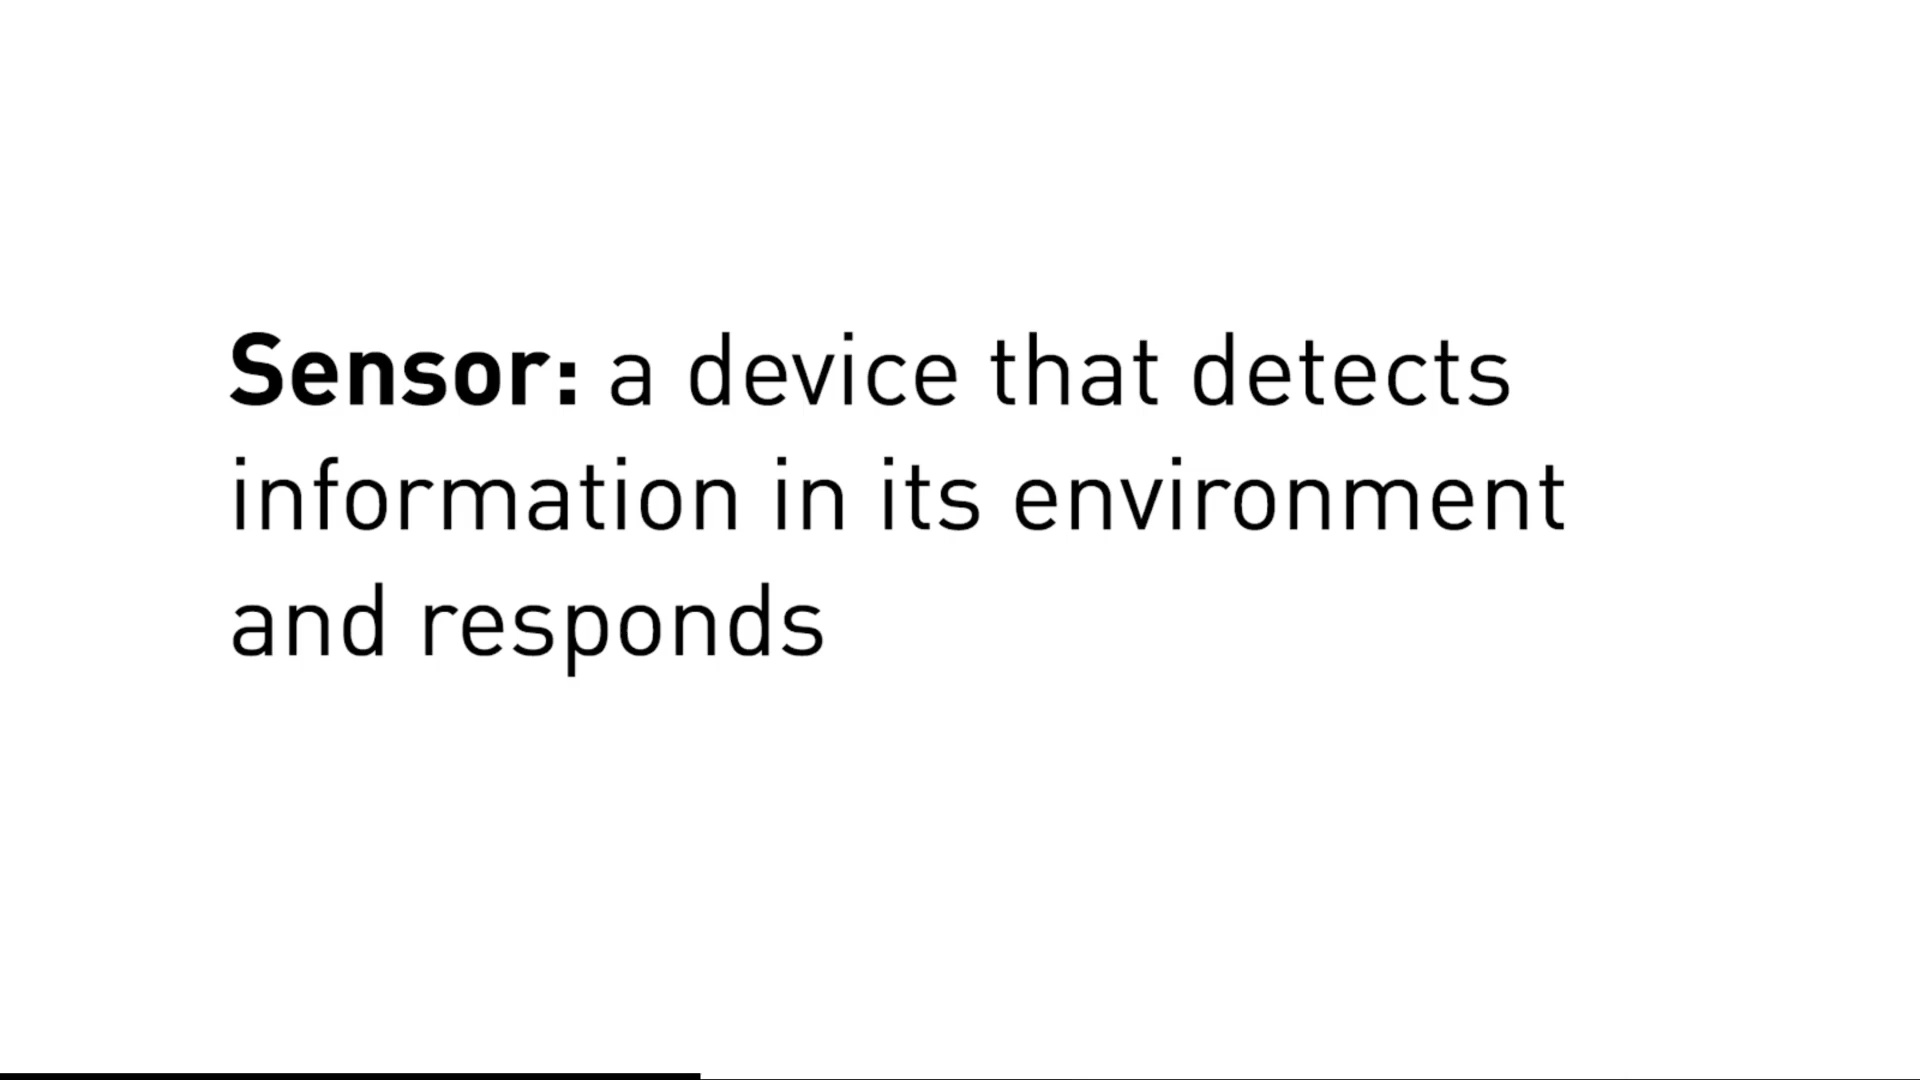 Sensor: a device that detects
information in its environment
and responds